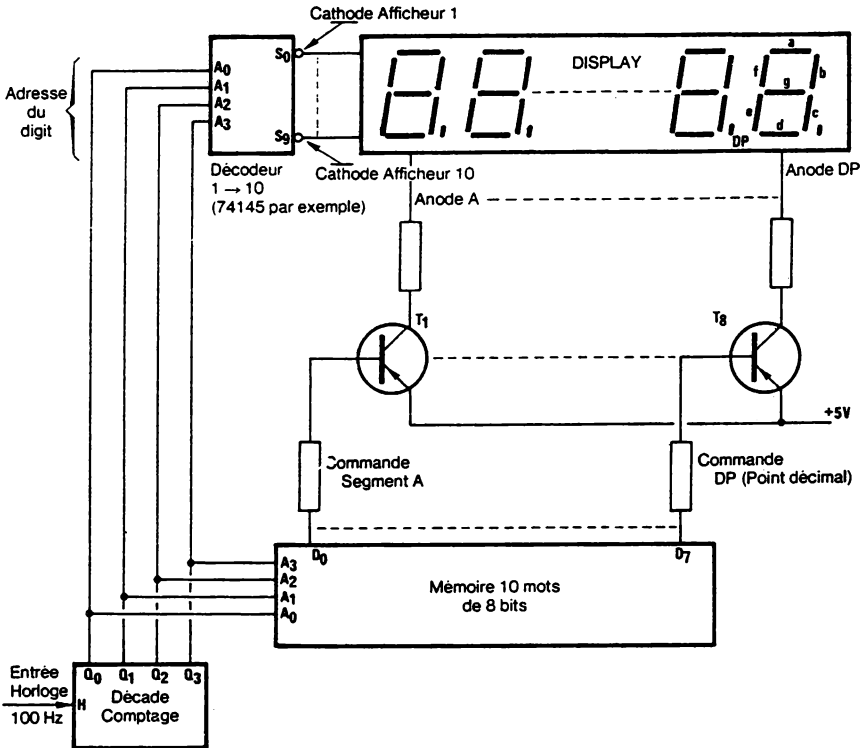 Cathode Afficheur 1
Adresse
du
digit
A0
A1
A2
A3
S0
S9
Décodeur
1 → 10
(74145 par exemple)
DISPLAY
a
f
b
g
e
c
d
DP
Cathode Afficheur 10
Anode A
Anode DP
T1
T8
+5V
Commande
Segment A
Commande
DP (Point décimal)
D0
D7
A3
A2
A1
A0
Mémoire 10 mots
de 8 bits
Entrée
Horloge
100 Hz
H
Q0 Q1 Q2 Q3
Décade
Comptage